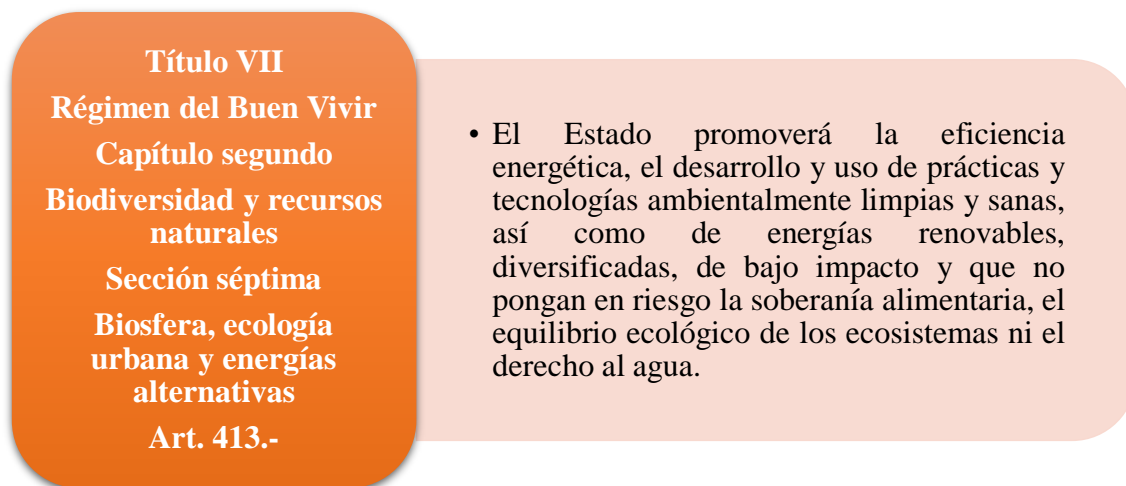 Título VII
Régimen del Buen Vivir
Capítulo segundo
Biodiversidad y recursos
naturales
Sección séptima
Biosfera, ecología
urbana y energías
alternativas
Art. 413.-
• El Estado promoverá la eficiencia
energética, el desarrollo y uso de prácticas y
tecnologías ambientalmente limpias y sanas,
así como de energías renovables,
diversificadas, de bajo impacto y que no
pongan en riesgo la soberanía alimentaria, el
equilibrio ecológico de los ecosistemas ni el
derecho al agua.